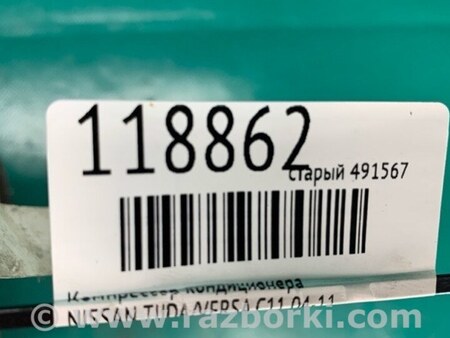 118862
старый 491567
Компрессор кондиционера
NISSAN TIIDA/VERSA C11 04-11
© www.razborki.com